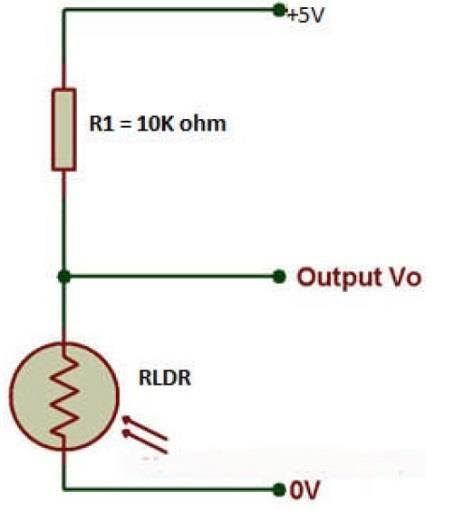 +5V
R1 = 10K ohm
Output Vo
RLDR
0V